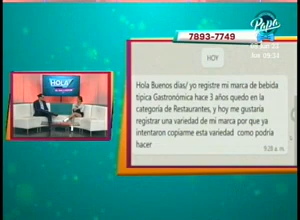 7893-7749
Papa
HOY
¡HOLA!
Hola Buenos días/ yo registre mi marca de bebida
tipica Gastronómica hace 3 años quedo en la
categoría de Restaurantes, y hoy me gustaría
registrar una variedad de mi marca por que ya
intentaron copiarme esta variedad como podría
hacer
9:28 a. m.